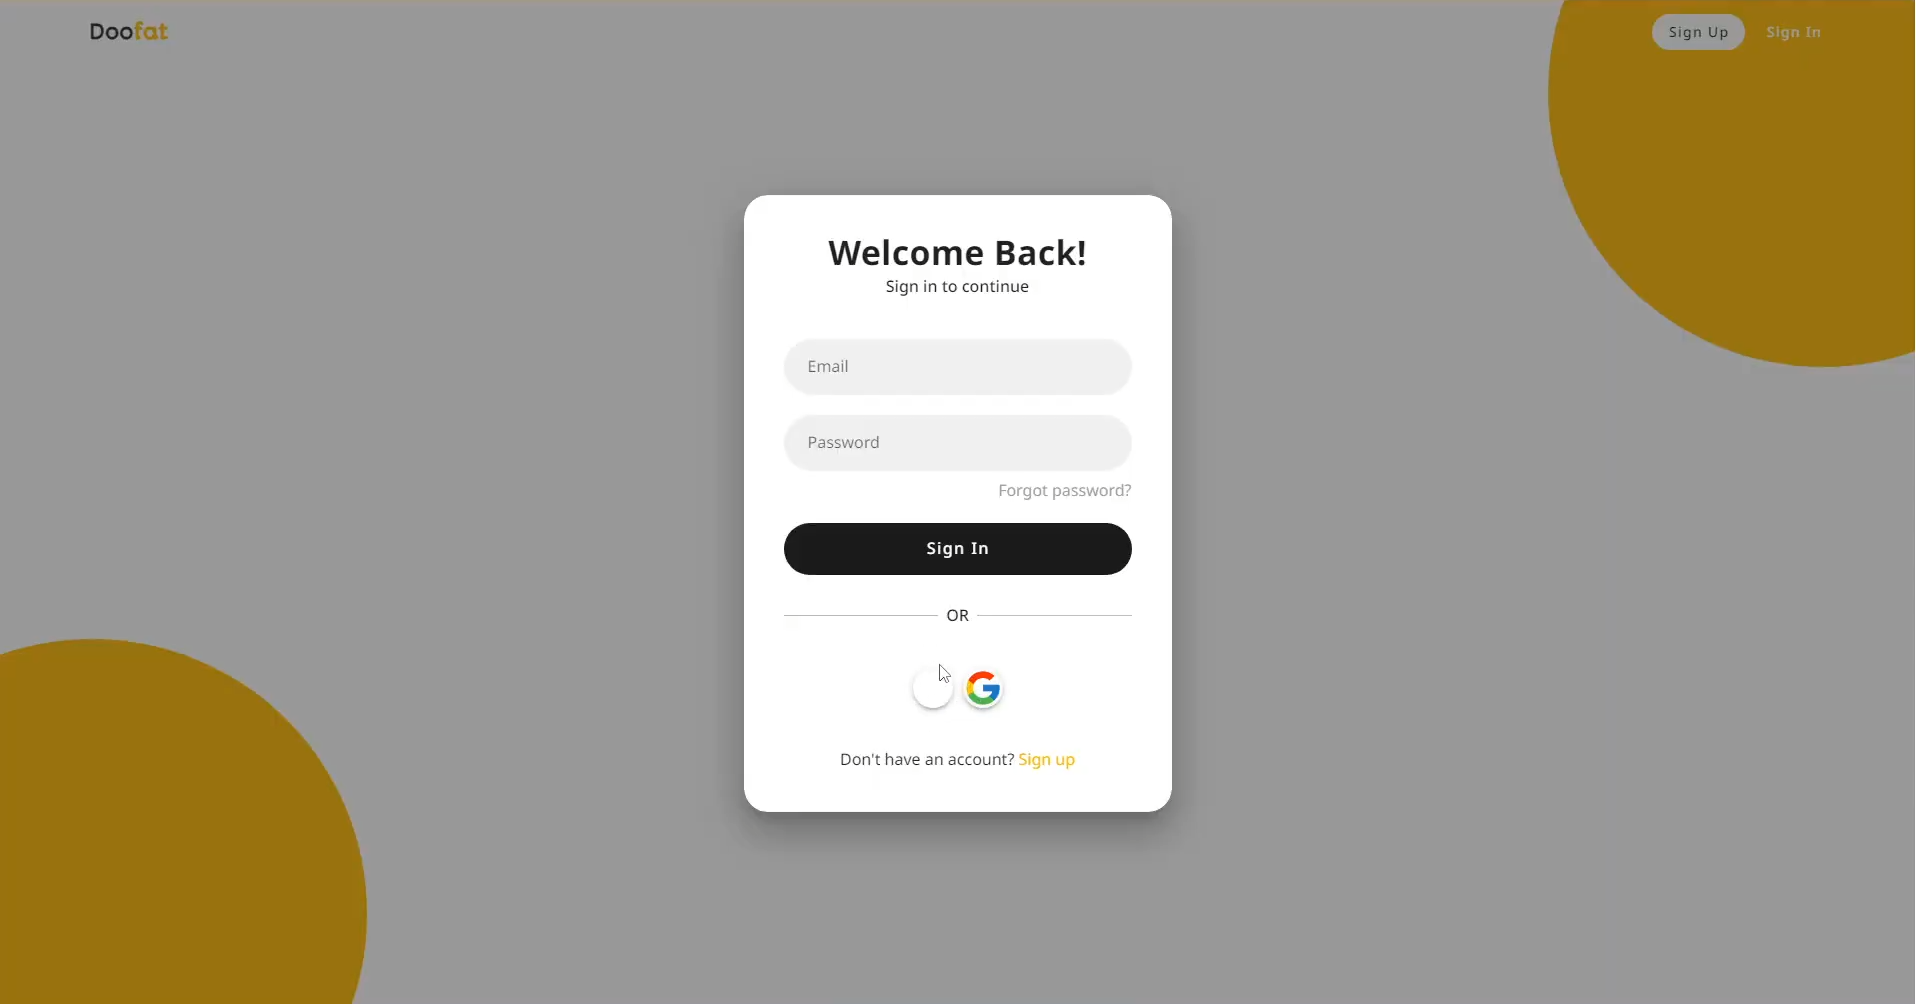 Doofat
Sign Up
Sign In
Welcome Back!
Sign in to continue
Email
Password
Forgot password?
Sign In
OR
Don't have an account? Sign up